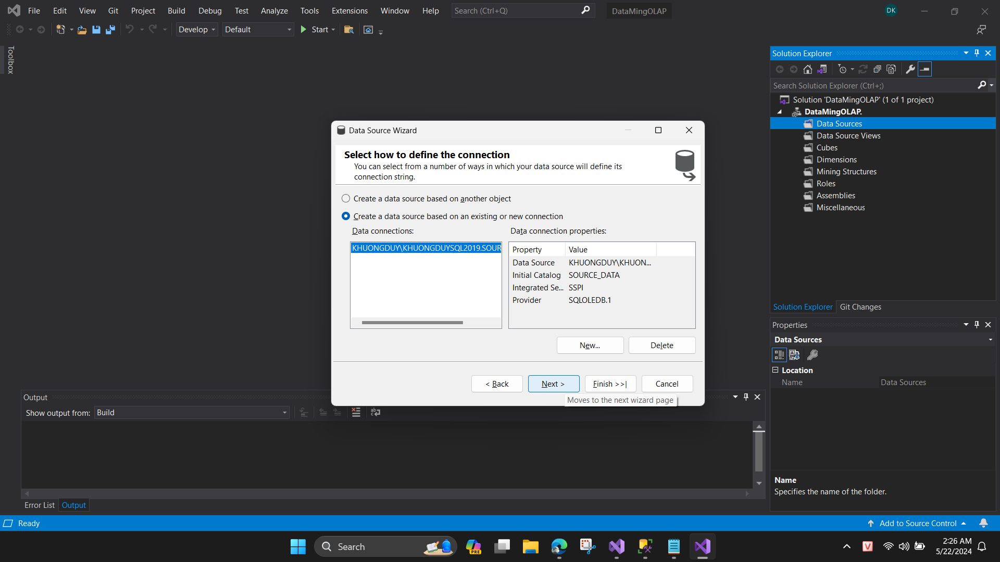 File Edit View Git Project Build Debug Test Analyze Tools Extensions Window Help Search (Ctrl+Q) DataMingOLAP DK
Develop Default Start
Toolbox
Solution Explorer
Search Solution Explorer (Ctrl+;)
Solution 'DataMingOLAP' (1 of 1 project)
DataMingOLAP.
Data Sources
Data Source Views
Cubes
Dimensions
Mining Structures
Roles
Assemblies
Miscellaneous
Solution Explorer Git Changes
Properties
Data Sources
Location
Name Data Sources
Name
Specifies the name of the folder.
Data Source Wizard
Select how to define the connection
You can select from a number of ways in which your data source will define its
connection string.
Create a data source based on another object
Create a data source based on an existing or new connection
Data connections: Data connection properties:
KHUONGDUY\KHUONGDUYSQL2019.SOUR
Property Value
Data Source KHUONGDUY\KHUON...
Initial Catalog SOURCE_DATA
Integrated Se... SSPI
Provider SQLOLEDB.1
New... Delete
< Back Next > Finish >>| Cancel
Moves to the next wizard page
Output
Show output from: Build
Error List Output
Ready Add to Source Control
Search PRE V 2:26 AM
5/22/2024